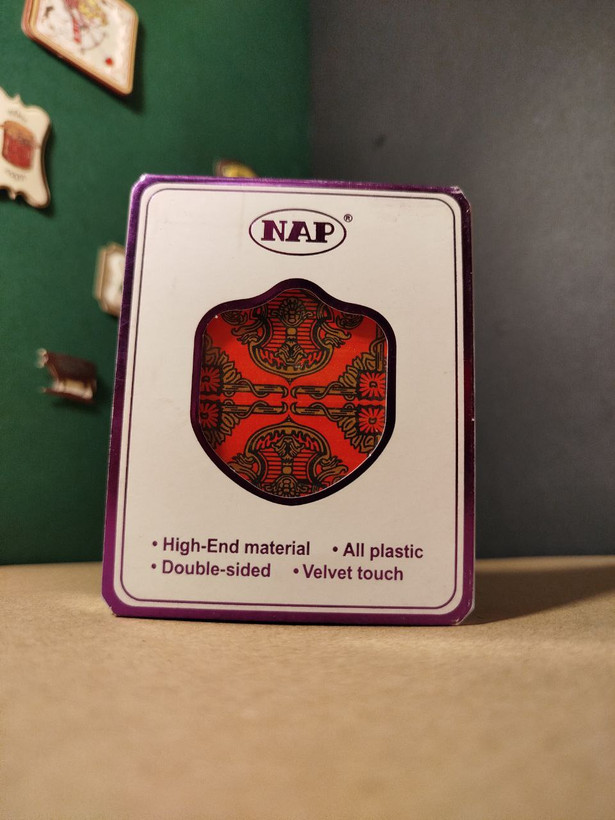 NAP®
• High-End material • All plastic
• Double-sided • Velvet touch